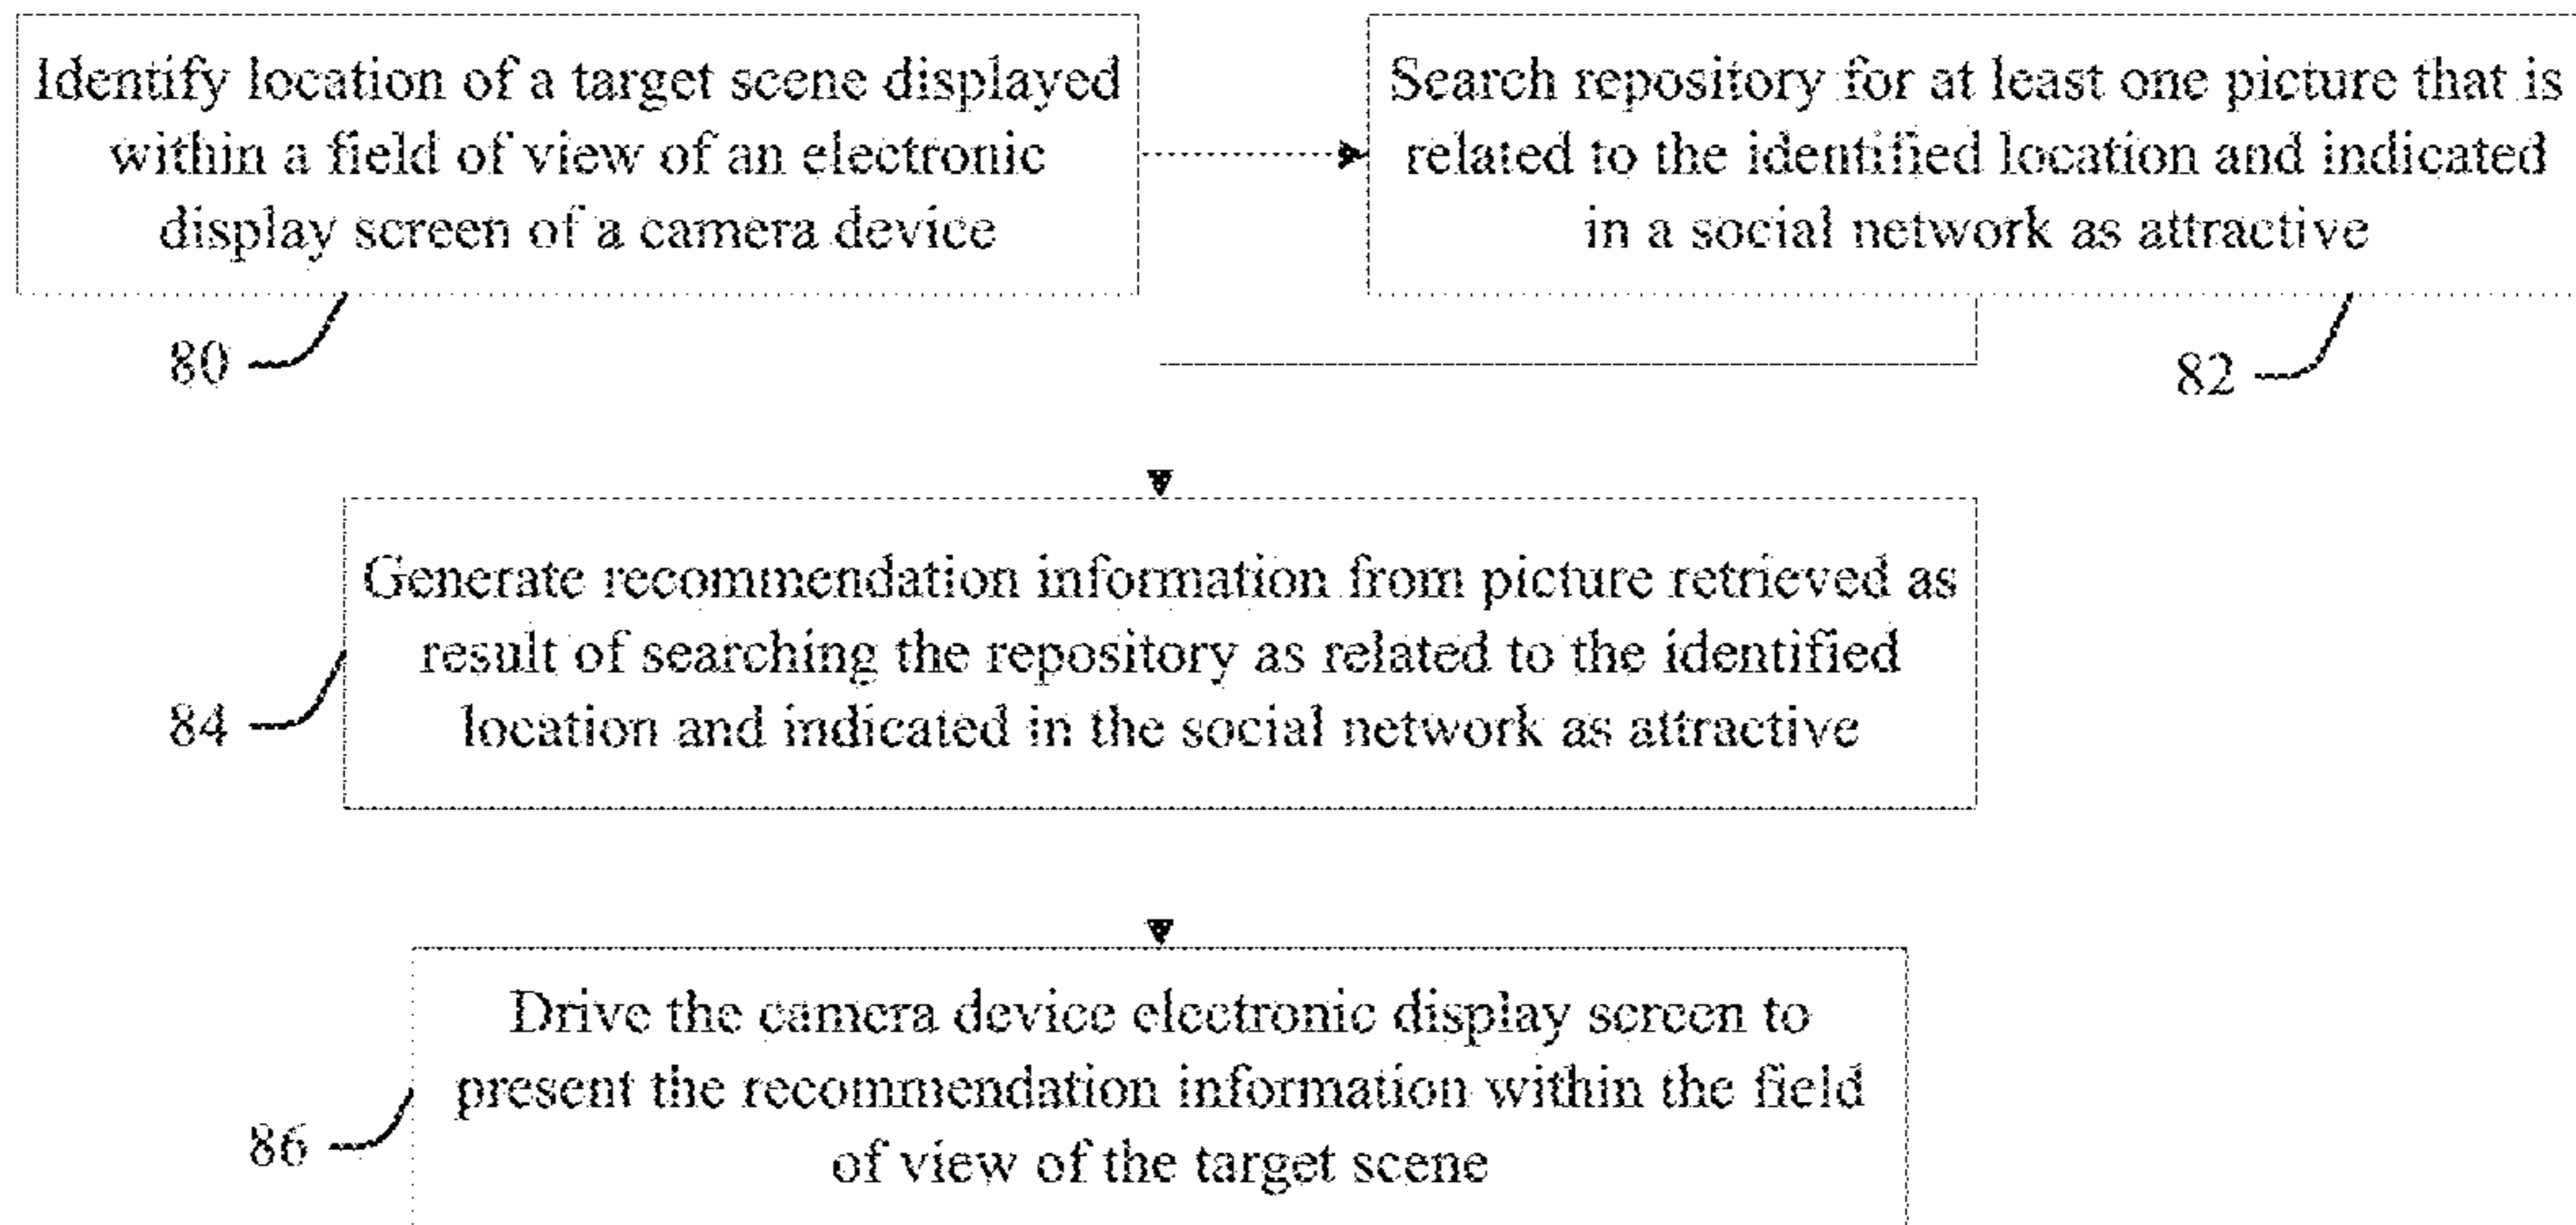 Identify location of a target scene displayed
within a field of view of an electronic
display screen of a camera device
80
Search repository for at least one picture that is
related to the identified location and indicated
in a social network as attractive
82
Generate recommendation information from picture retrieved as
result of searching the repository as related to the identified
location and indicated in the social network as attractive
84
Drive the camera device electronic display screen to
present the recommendation information within the field
of view of the target scene
86